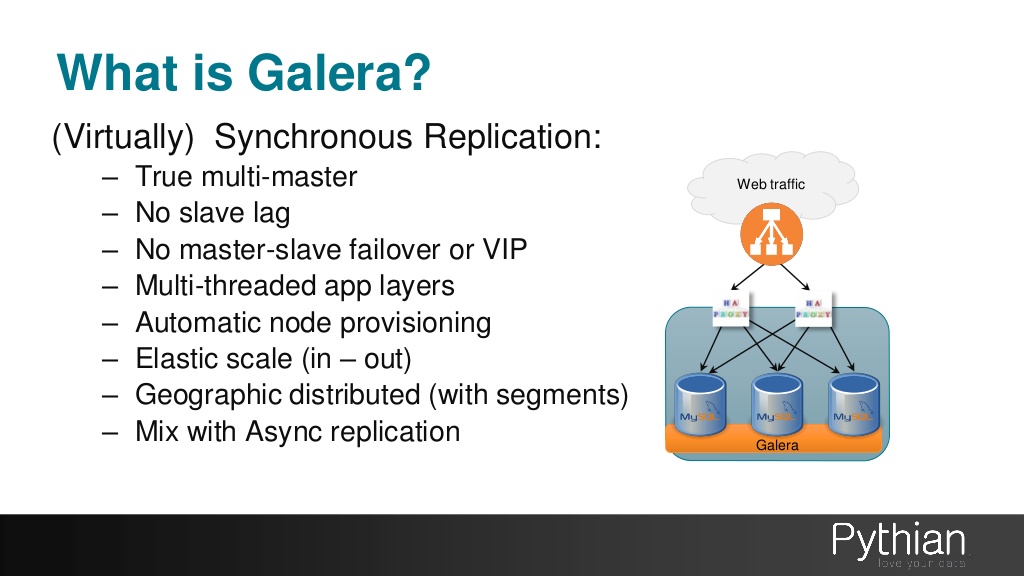 What is Galera?
(Virtually)  Synchronous Replication:
– True multi-master
– No slave lag
– No master-slave failover or VIP
– Multi-threaded app layers
– Automatic node provisioning
– Elastic scale (in – out)
– Geographic distributed (with segments)
– Mix with Async replication
Web traffic
HA HA
PROXY PROXY
MySQL MySQL MySQL
Galera
Pythian
love your data